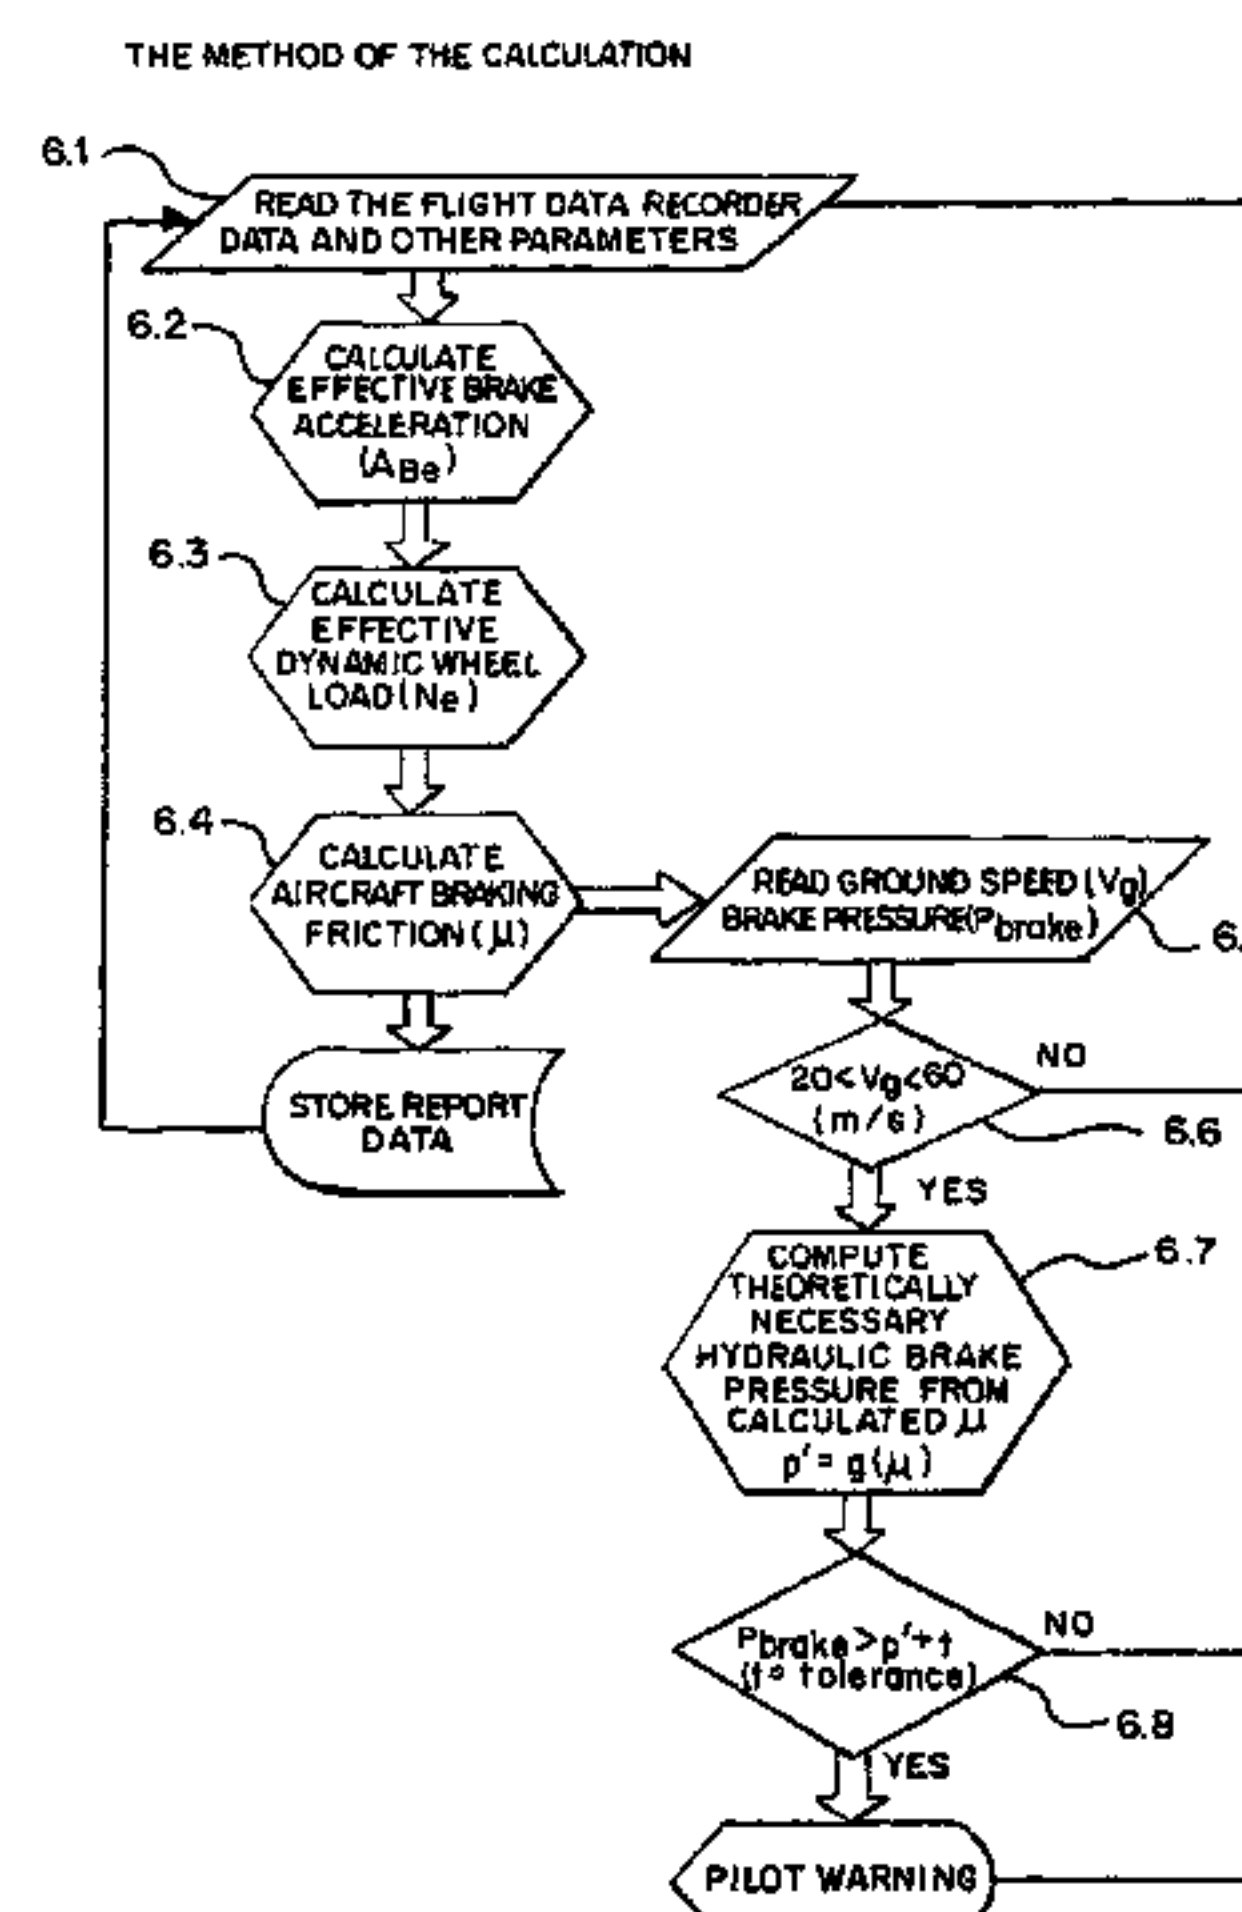 THE METHOD OF THE CALCULATION
6.1
READ THE FLIGHT DATA RECORDER
DATA AND OTHER PARAMETERS
6.2
CALCULATE
EFFECTIVE BRAKE
ACCELERATION
(ABe)
6.3
CALCULATE
EFFECTIVE
DYNAMIC WHEEL
LOAD(Ne)
6.4
CALCULATE
AIRCRAFT BRAKING
FRICTION(μ)
READ GROUND SPEED(Vg)
BRAKE PRESSURE(Pbrake)
6.
STORE REPORT
DATA
20<Vg<60
(m/s)
NO
6.6
YES
COMPUTE
THEORETICALLY
NECESSARY
HYDRAULIC BRAKE
PRESSURE FROM
CALCULATED μ
p'=g(μ)
6.7
Pbrake>p'+t
(t= tolerance)
NO
6.8
YES
PILOT WARNING